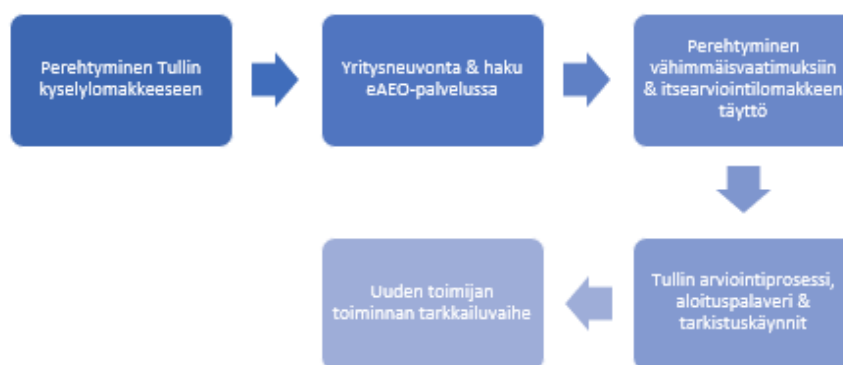 Perehtyminen Tullin
kyselylomakkeeseen
Yritysneuvonta & haku
eAEO-palvelussa
Perehtyminen
vähimmäisvaatimuksiin
& itsearviointilomakkeen
täyttö
Tullin arviointiprosessi,
aloituspalaveri &
tarkistuskäynnit
Uuden toimijan
toiminnan tarkkailuvaihe